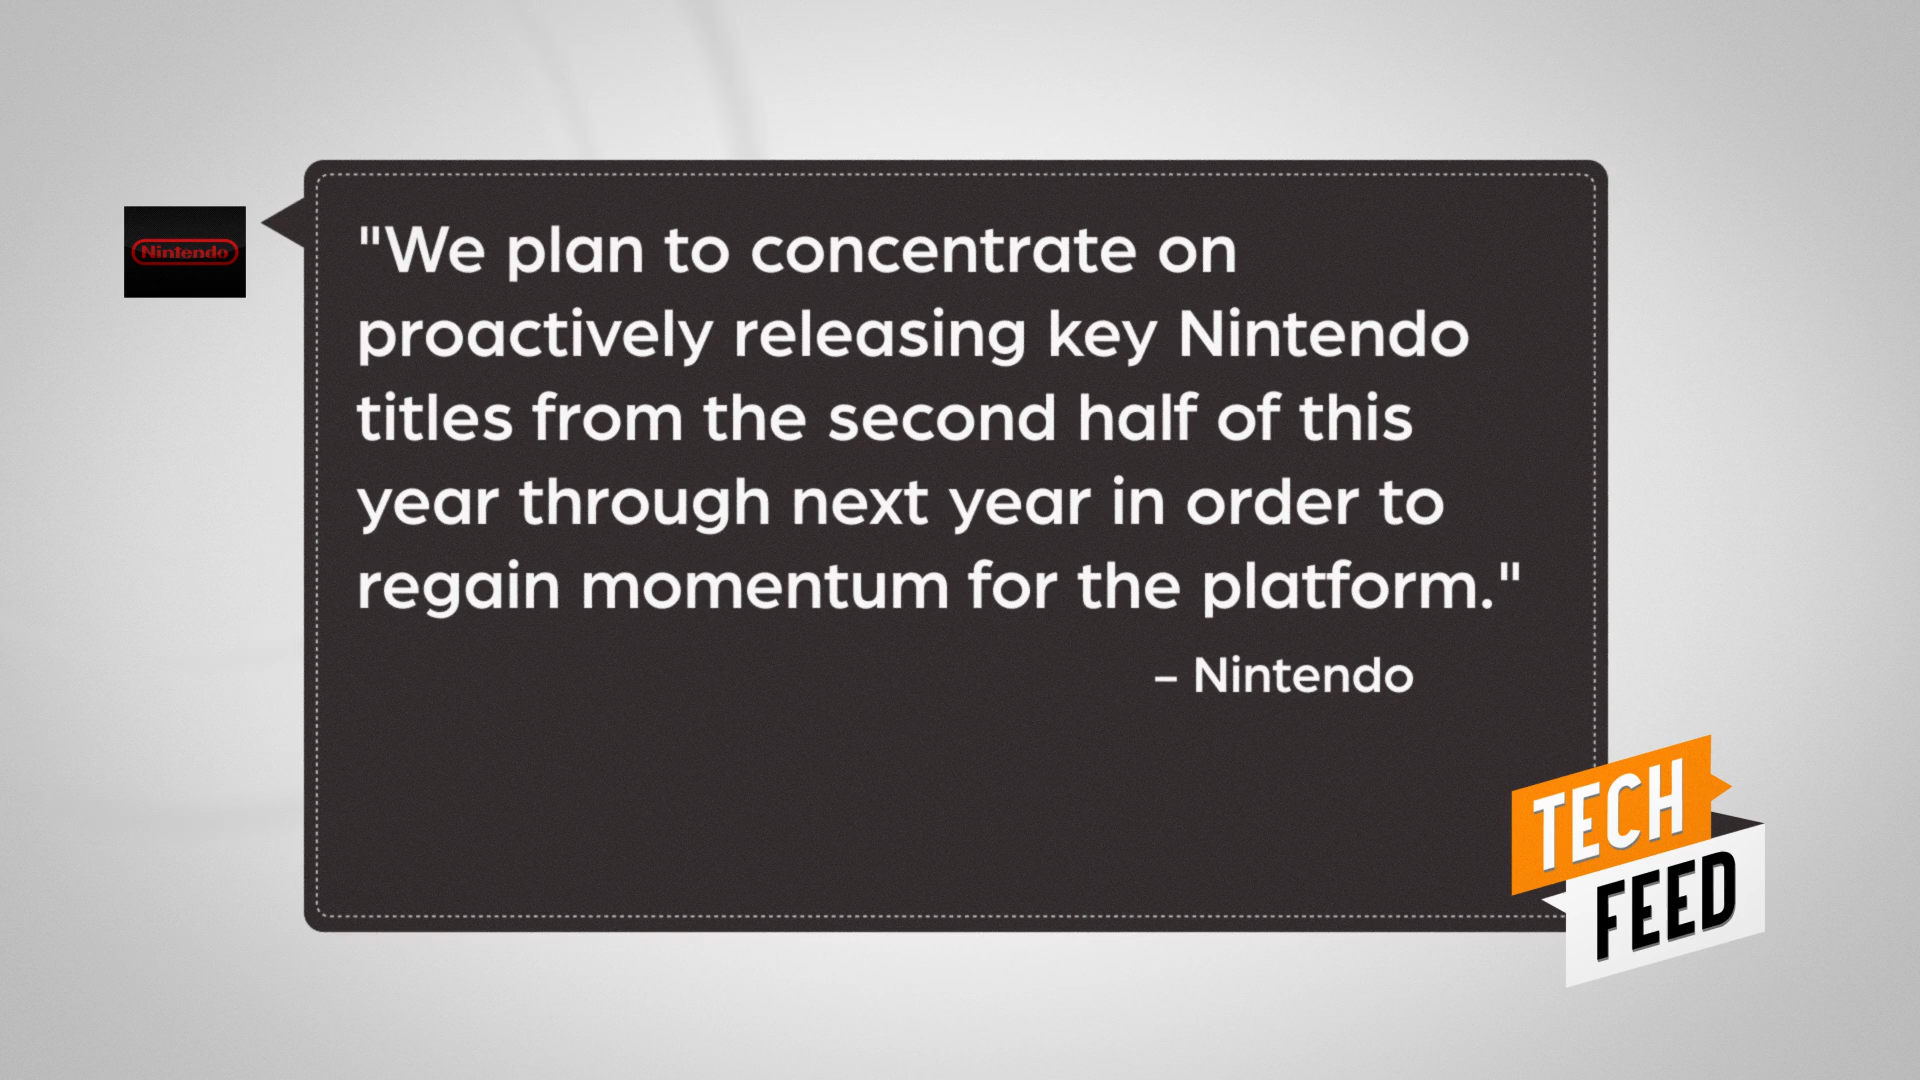 Nintendo
"We plan to concentrate on
proactively releasing key Nintendo
titles from the second half of this
year through next year in order to
regain momentum for the platform."
– Nintendo
TECH
FEED